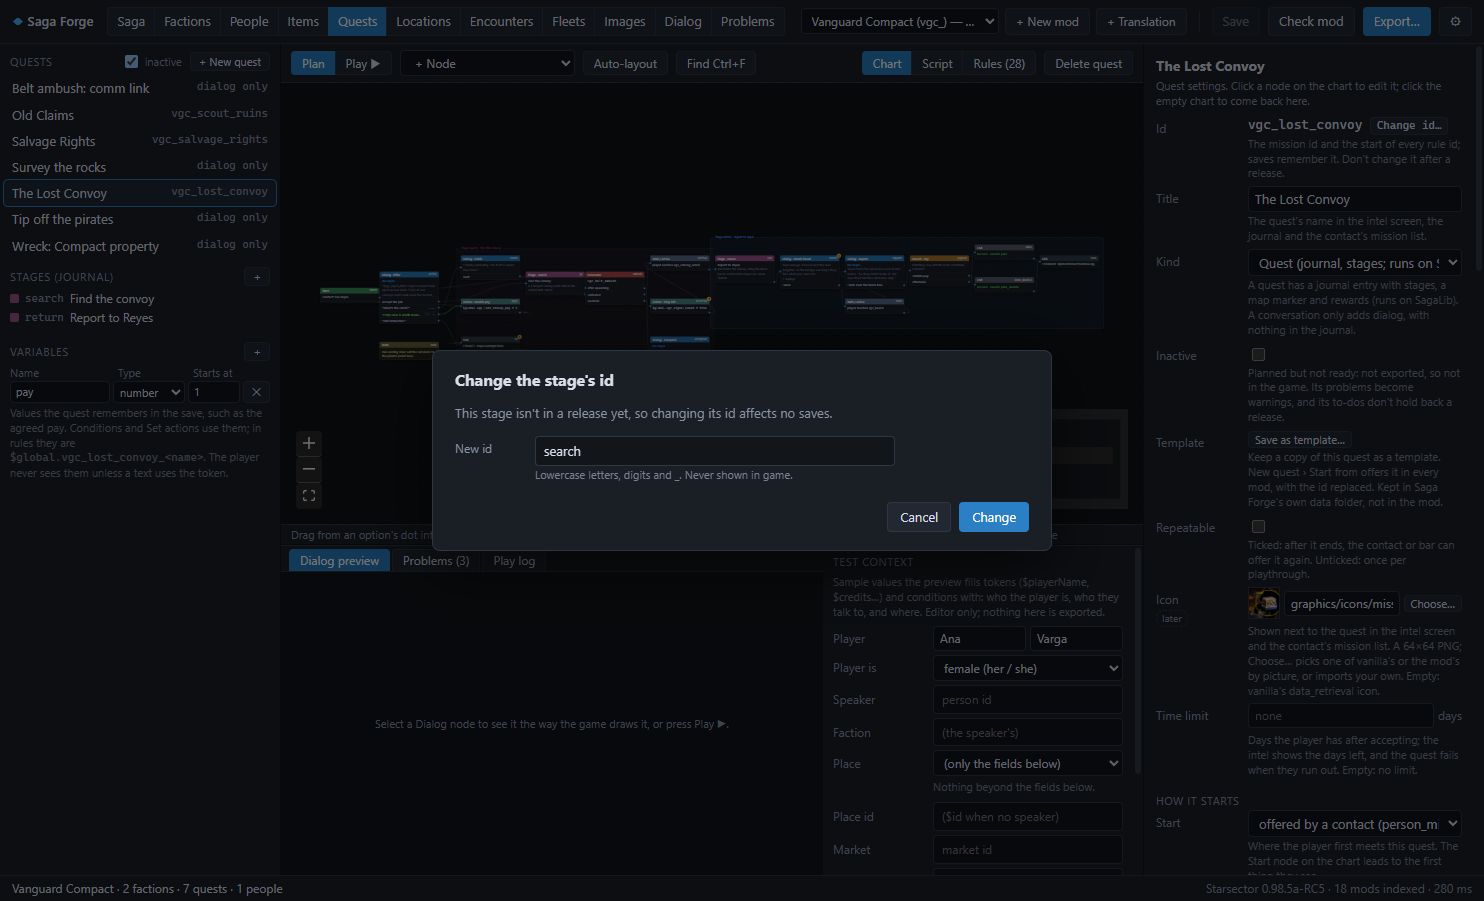 Saga Forge
Saga
Factions
People
Items
Quests
Locations
Encounters
Fleets
Images
Dialog
Problems
Vanguard Compact (vgc_) — ...
+ New mod
+ Translation
Save
Check mod
Export...
QUESTS
inactive
+ New quest
Belt ambush: comm link dialog only
Old Claims vgc_scout_ruins
Salvage Rights vgc_salvage_rights
Survey the rocks dialog only
The Lost Convoy vgc_lost_convoy
Tip off the pirates dialog only
Wreck: Compact property dialog only
STAGES (JOURNAL)
+
search Find the convoy
return Report to Reyes
VARIABLES
+
Name Type Starts at
pay number 1
Values the quest remembers in the save, such as the
agreed pay. Conditions and Set actions use them; in
rules they are
$global.vgc_lost_convoy_<name>. The player
never sees them unless a text uses the token.
Plan
Play ▶
+ Node
Auto-layout
Find Ctrl+F
Chart
Script
Rules (28)
Delete quest
Change the stage's id
This stage isn't in a release yet, so changing its id affects no saves.
New id search
Lowercase letters, digits and _. Never shown in game.
Cancel
Change
Drag from an option's dot int
Dialog preview
Problems (3)
Play log
Select a Dialog node to see it the way the game draws it, or press Play ▶.
TEST CONTEXT
Sample values the preview fills tokens ($playerName,
$credits...) and conditions with: who the player is, who they
talk to, and where. Editor only; nothing here is exported.
Player Ana Varga
Player is female (her / she)
Speaker person id
Faction (the speaker's)
Place (only the fields below)
Nothing beyond the fields below.
Place id ($id when no speaker)
Market market id
The Lost Convoy
Quest settings. Click a node on the chart to edit it; click the
empty chart to come back here.
Id vgc_lost_convoy Change id...
The mission id and the start of every rule id;
saves remember it. Don't change it after a
release.
Title The Lost Convoy
The quest's name in the intel screen, the
journal and the contact's mission list.
Kind Quest (journal, stages; runs on S
A quest has a journal entry with stages, a
map marker and rewards (runs on SagaLib).
A conversation only adds dialog, with
nothing in the journal.
Inactive
Planned but not ready: not exported, so not
in the game. Its problems become
warnings, and its to-dos don't hold back a
release.
Template Save as template...
Keep a copy of this quest as a template.
New quest › Start from offers it in every
mod, with the id replaced. Kept in Saga
Forge's own data folder, not in the mod.
Repeatable
Ticked: after it ends, the contact or bar can
offer it again. Unticked: once per
playthrough.
Icon graphics/icons/miss Choose...
later
Shown next to the quest in the intel screen
and the contact's mission list. A 64×64 PNG;
Choose... picks one of vanilla's or the mod's
by picture, or imports your own. Empty:
vanilla's data_retrieval icon.
Time limit none days
Days the player has after accepting; the
intel shows the days left, and the quest fails
when they run out. Empty: no limit.
HOW IT STARTS
Start offered by a contact (person_mi
Where the player first meets this quest. The
Start node on the chart leads to the first
Vanguard Compact · 2 factions · 7 quests · 1 people
Starsector 0.98.5a-RC5 · 18 mods indexed · 280 ms